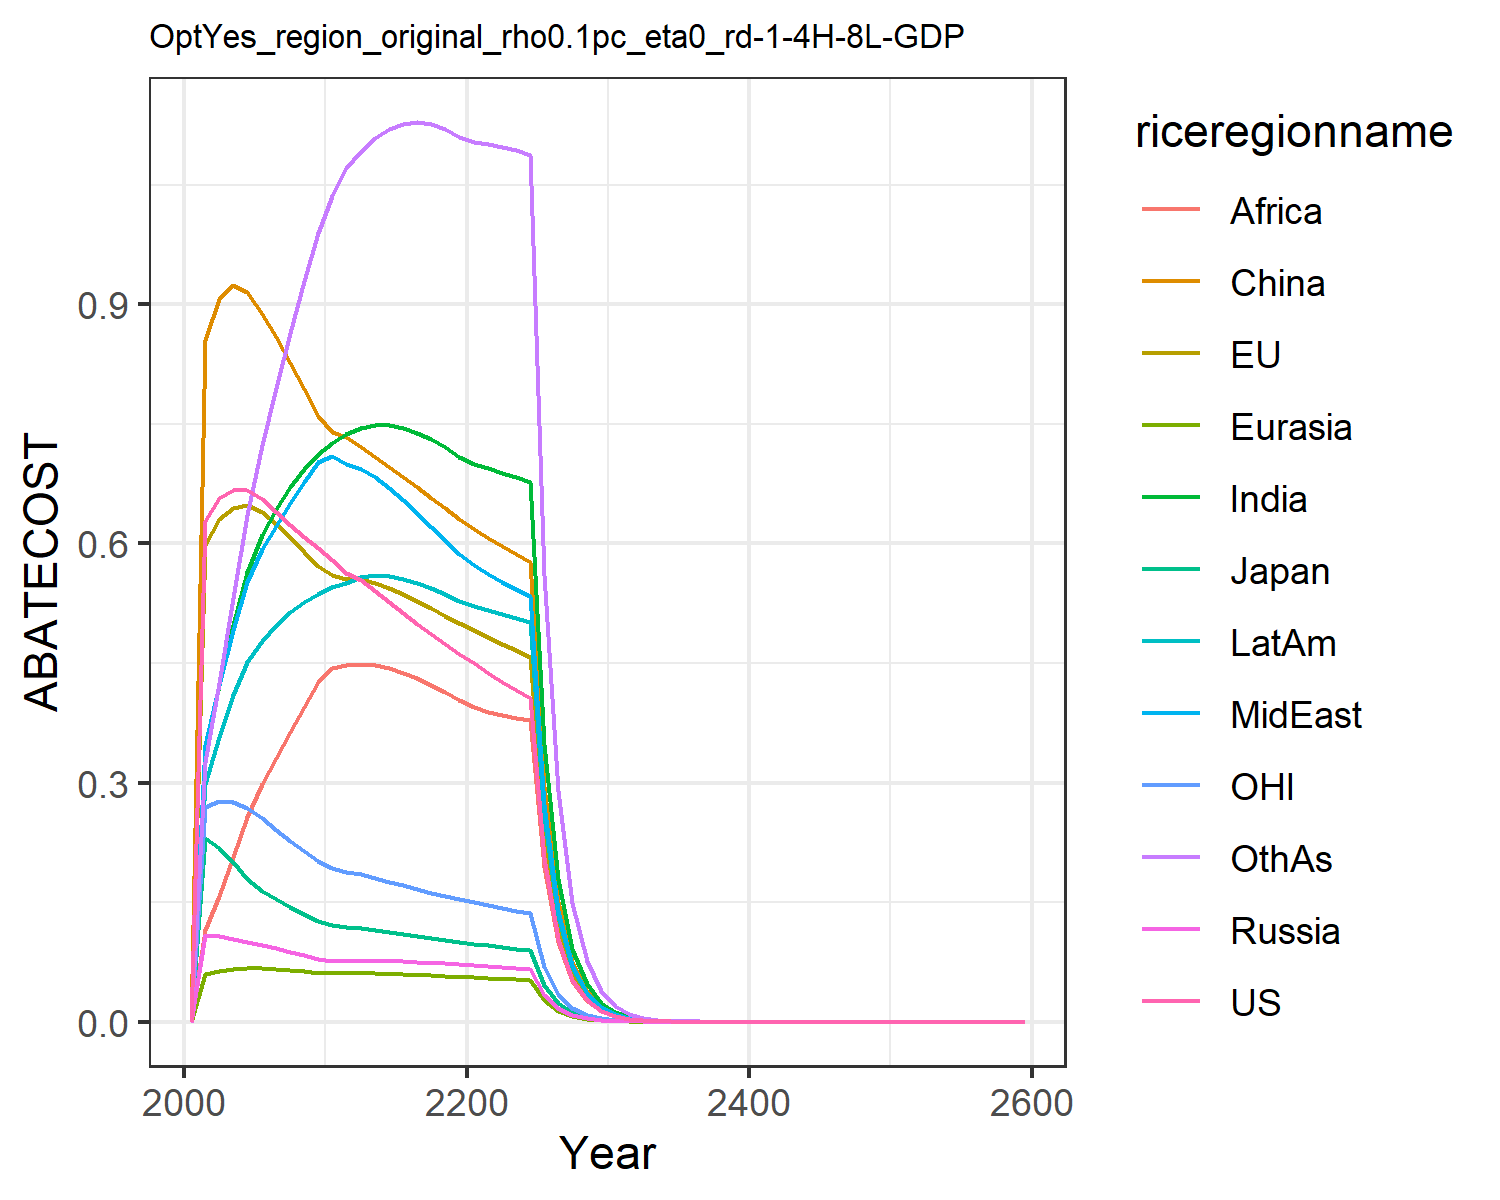 OptYes_region_original_rho0.1pc_eta0_rd-1-4H-8L-GDP
ABATECOST
0.9
0.6
0.3
0.0
2000
2200
2400
2600
Year
riceregionname
Africa
China
EU
Eurasia
India
Japan
LatAm
MidEast
OHI
OthAs
Russia
US